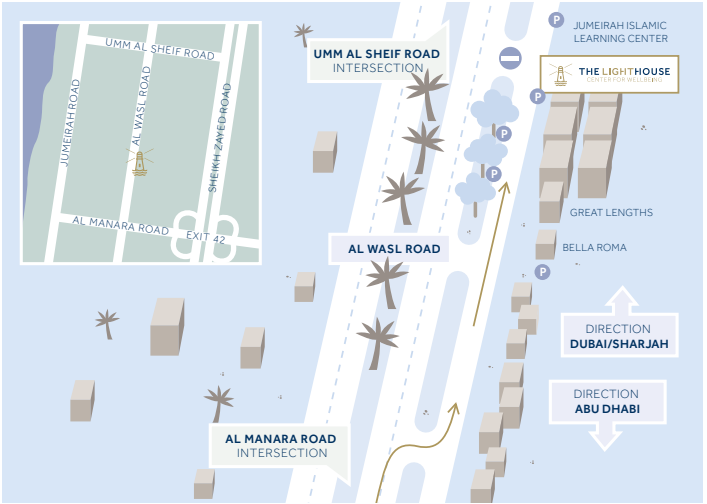 UMM AL SHEIF ROAD
JUMEIRAH ROAD
AL WASL ROAD
SHEIKH ZAYED ROAD
AL MANARA ROAD
EXIT 42
UMM AL SHEIF ROAD
INTERSECTION
P
JUMEIRAH ISLAMIC
LEARNING CENTER
THE LIGHTHOUSE
CENTER FOR WELLBEING
P
P
P
GREAT LENGTHS
AL WASL ROAD
BELLA ROMA
P
DIRECTION
DUBAI/SHARJAH
DIRECTION
ABU DHABI
AL MANARA ROAD
INTERSECTION